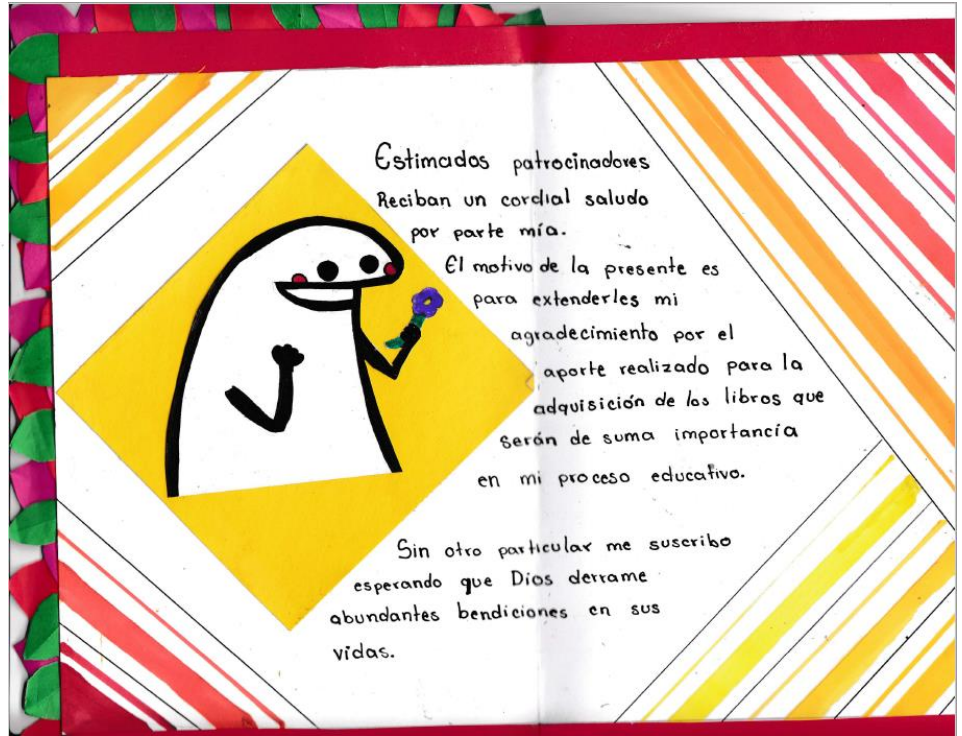 Estimados patrocinadores
Reciban un cordial saludo
por parte mía.
El motivo de la presente es
para extenderles mi
agradecimiento por el
aporte realizado para la
adquisición de los libros que
serán de suma importancía
en mi proceso educativo.
Sin otro particular me suscribo
esperando que Dios derrame
abundantes bendiciones en sus
vidas.